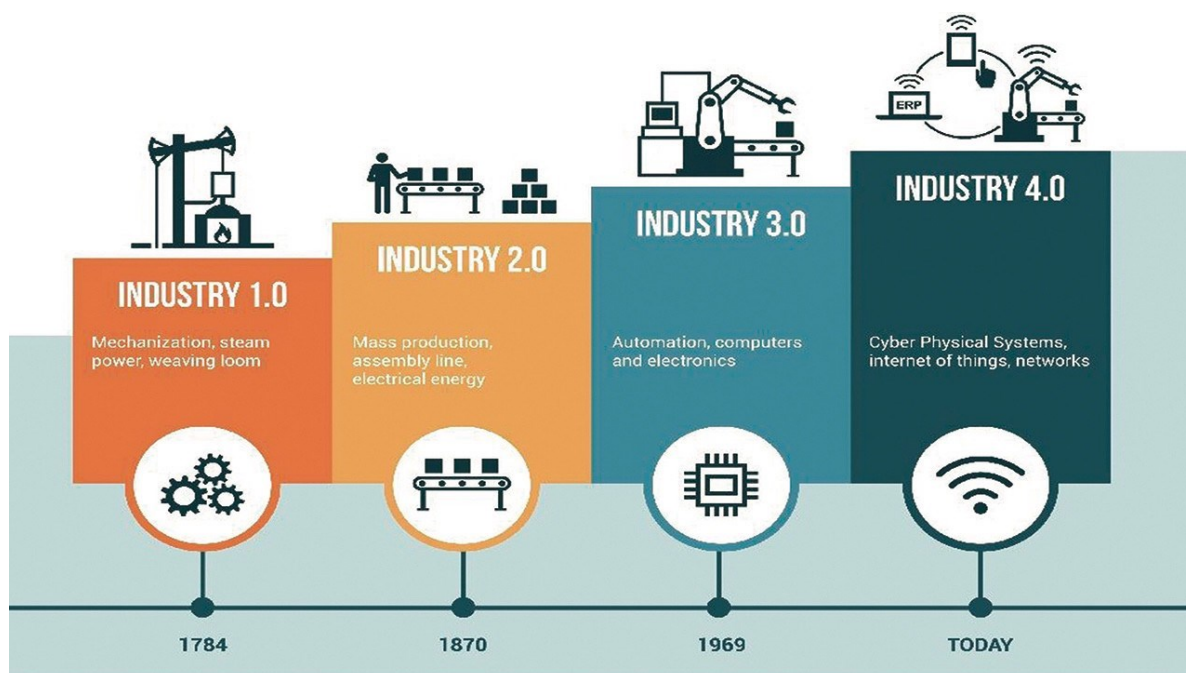 ERP
INDUSTRY 1.0
Mechanization, steam
power, weaving loom
INDUSTRY 2.0
Mass production,
assembly line,
electrical energy
INDUSTRY 3.0
Automation, computers
and electronics
INDUSTRY 4.0
Cyber Physical Systems,
internet of things, networks
1784
1870
1969
TODAY